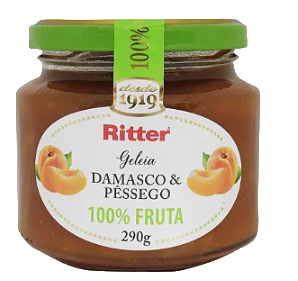 100%
desde
1919
Ritter
Geleia
DAMASCO &
PÊSSEGO
100% FRUTA
290g